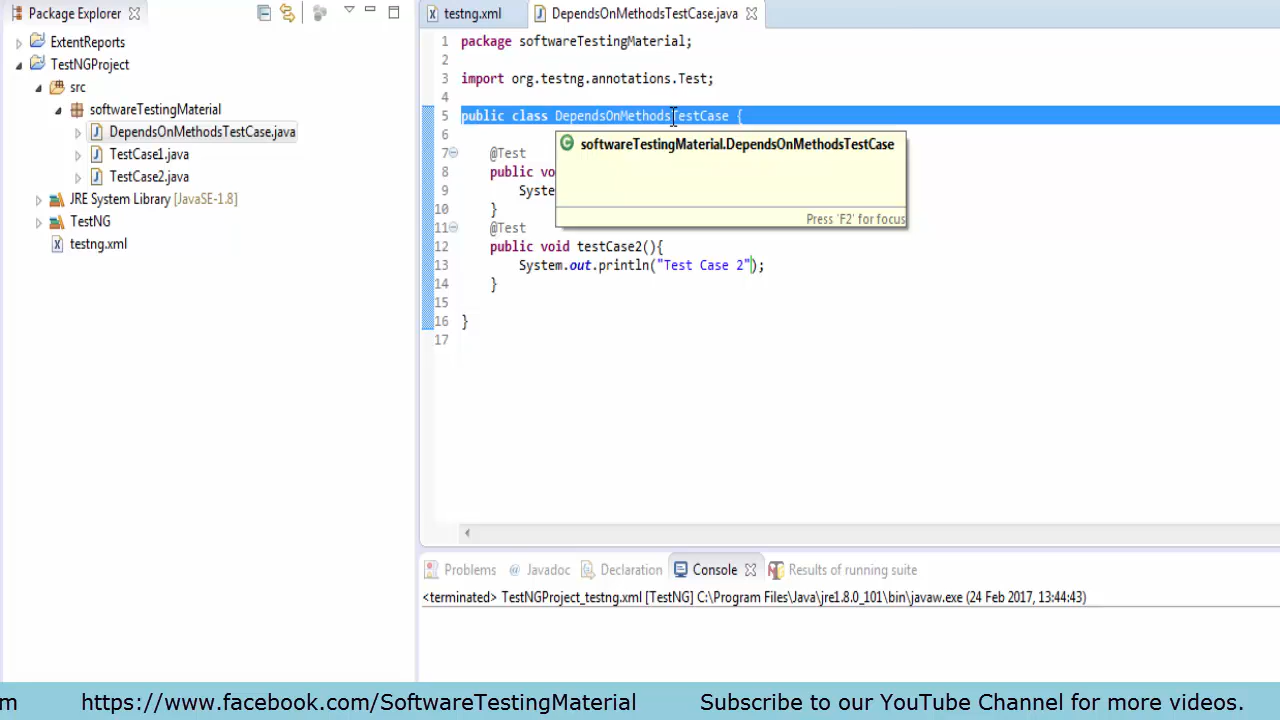 Package Explorer
ExtentReports
TestNGProject
src
softwareTestingMaterial
DependsOnMethodsTestCase.java
TestCase1.java
TestCase2.java
JRE System Library [JavaSE-1.8]
TestNG
testng.xml
testng.xml DependsOnMethodsTestCase.java
1 package softwareTestingMaterial;
2
3 import org.testng.annotations.Test;
4
5 public class DependsOnMethodsTestCase {
6
softwareTestingMaterial.DependsOnMethodsTestCase
Press 'F2' for focus
7 @Test
8 public vo
9 Syste
10 }
11 @Test
12 public void testCase2(){
13 System.out.println("Test Case 2");
14 }
15
16 }
17
Problems @ Javadoc Declaration Console Results of running suite
<terminated> TestNGProject_testng.xml [TestNG] C:\Program Files\Java\jre1.8.0_101\bin\javaw.exe (24 Feb 2017, 13:44:43)
m https://www.facebook.com/SoftwareTestingMaterial Subscribe to our YouTube Channel for more videos.